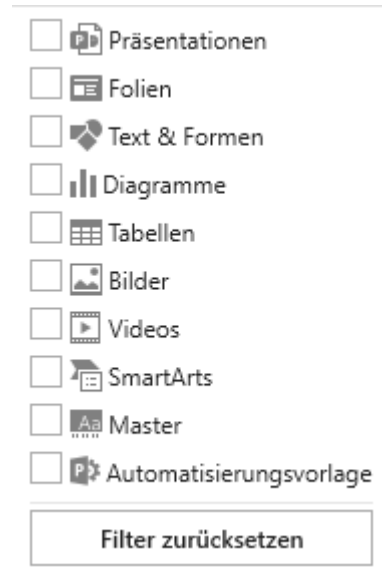 Präsentationen
Folien
Text & Formen
Diagramme
Tabellen
Bilder
Videos
SmartArts
Master
Automatisierungsvorlage
Filter zurücksetzen